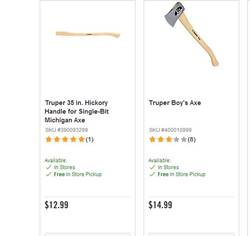 Truper 35 in. Hickory
Handle for Single-Bit
Michigan Axe
SKU #390093299
(1)
Available:
In Stores
Free In Store Pickup
$12.99
Truper Boy's Axe
SKU #400010999
(8)
Available:
In Stores
Free In Store Pickup
$14.99